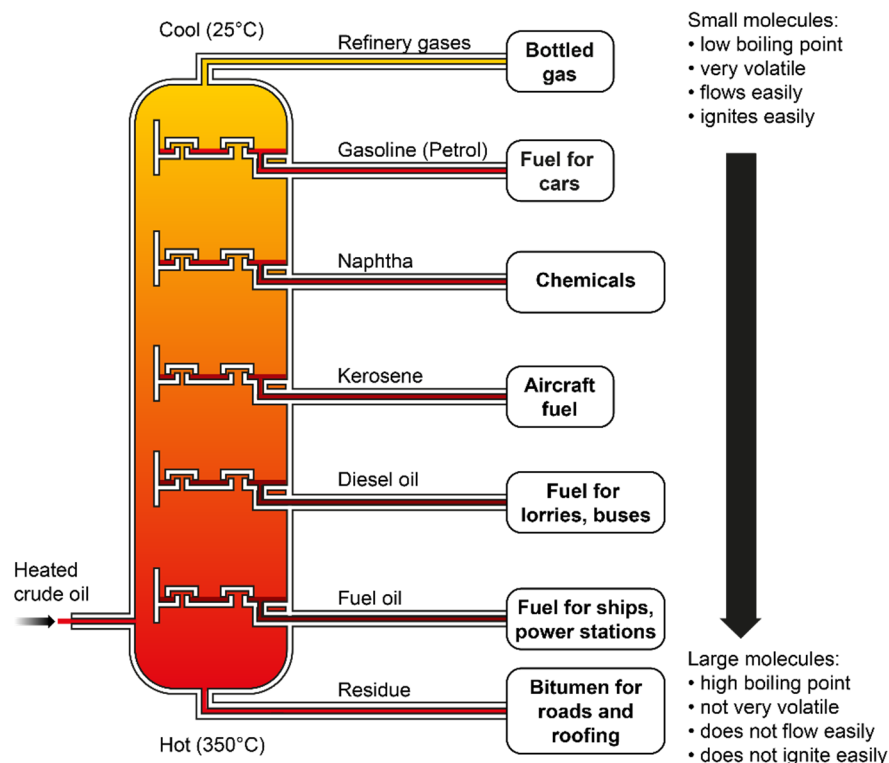 Cool (25°C)
Refinery gases
Bottled
gas
Gasoline (Petrol)
Fuel for
cars
Naphtha
Chemicals
Kerosene
Aircraft
fuel
Diesel oil
Fuel for
lorries, buses
Heated
crude oil
Fuel oil
Fuel for ships,
power stations
Residue
Bitumen for
roads and
roofing
Hot (350°C)
Small molecules:
• low boiling point
• very volatile
• flows easily
• ignites easily
Large molecules:
• high boiling point
• not very volatile
• does not flow easily
• does not ignite easily